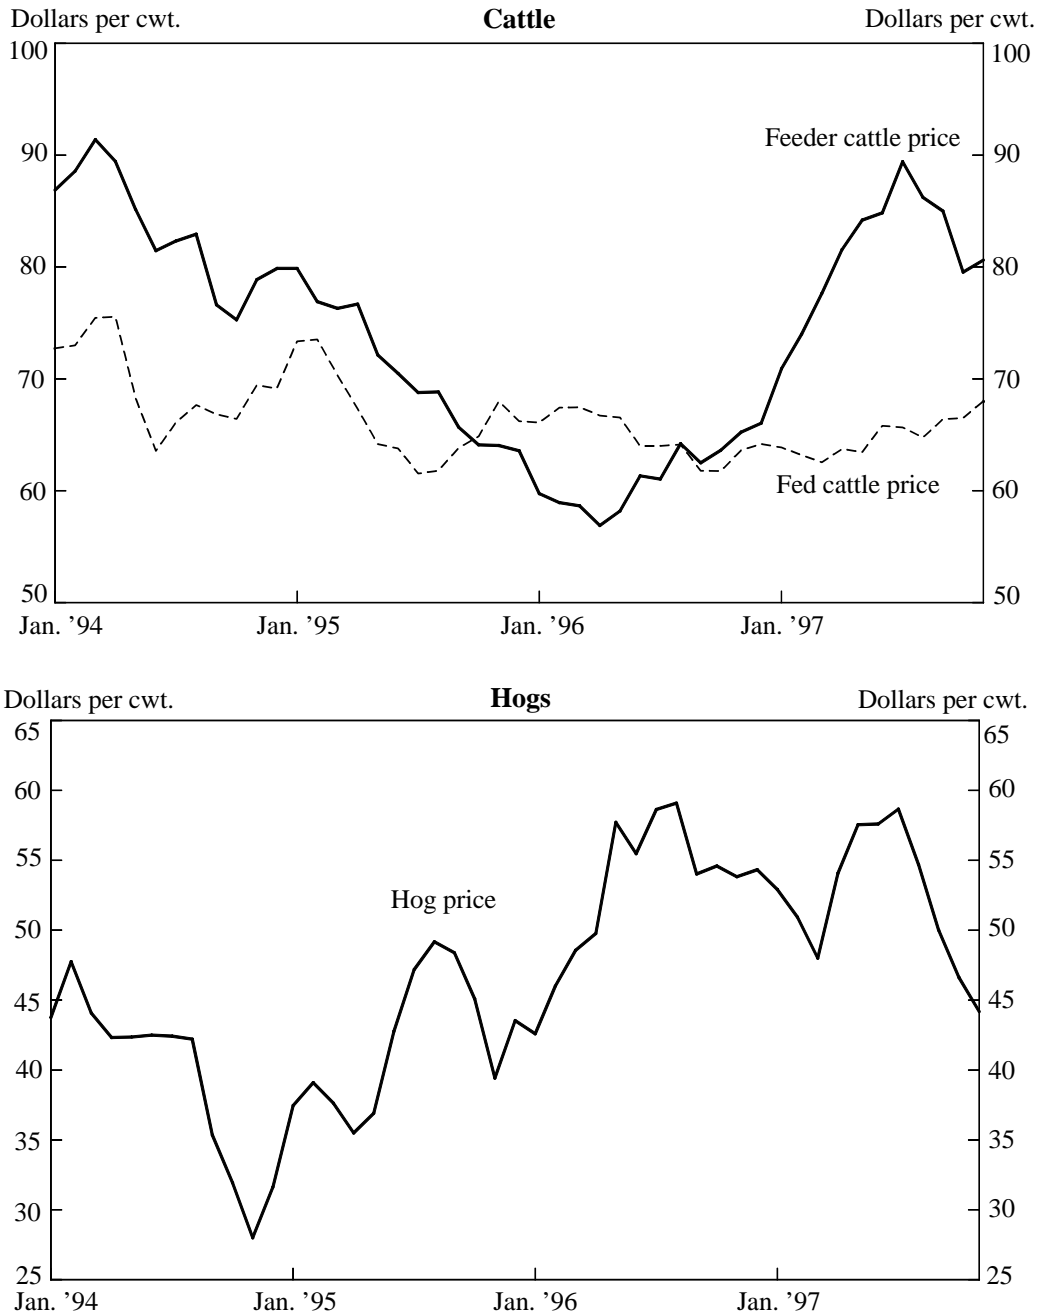 Dollars per cwt. Cattle Dollars per cwt.
100 100
Feeder cattle price
90 90
80 80
70 70
Fed cattle price
60 60
50 50
Jan. ’94 Jan. ’95 Jan. ’96 Jan. ’97
Dollars per cwt. Hogs Dollars per cwt.
65 65
60 60
55 55
Hog price
50 50
45 45
40 40
35 35
30 30
25 25
Jan. ’94 Jan. ’95 Jan. ’96 Jan. ’97